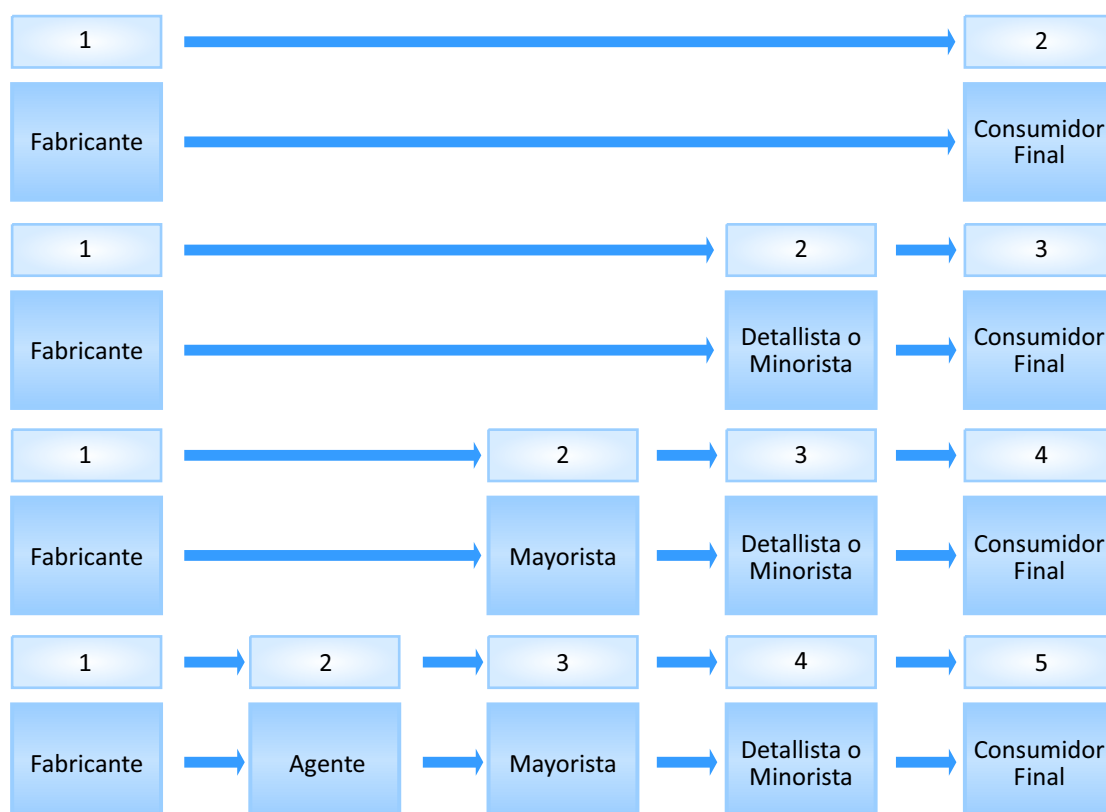 1 2
Fabricante Consumidor
Final
1 2 3
Fabricante Detallista o
Minorista Consumidor
Final
1 2 3 4
Fabricante Mayorista Detallista o
Minorista Consumidor
Final
1 2 3 4 5
Fabricante Agente Mayorista Detallista o
Minorista Consumidor
Final